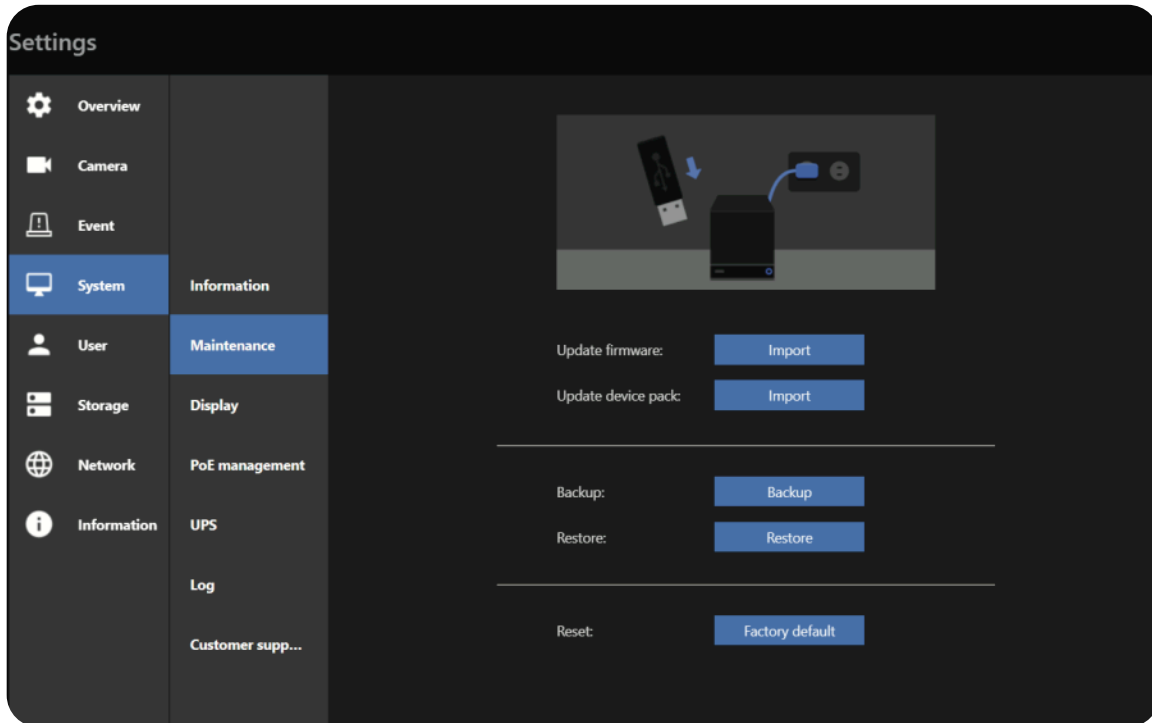 Settings
Overview
Camera
Event
System
User
Storage
Network
Information
Information
Maintenance
Display
PoE management
UPS
Log
Customer supp...
Update firmware: Import
Update device pack: Import
Backup: Backup
Restore: Restore
Reset: Factory default